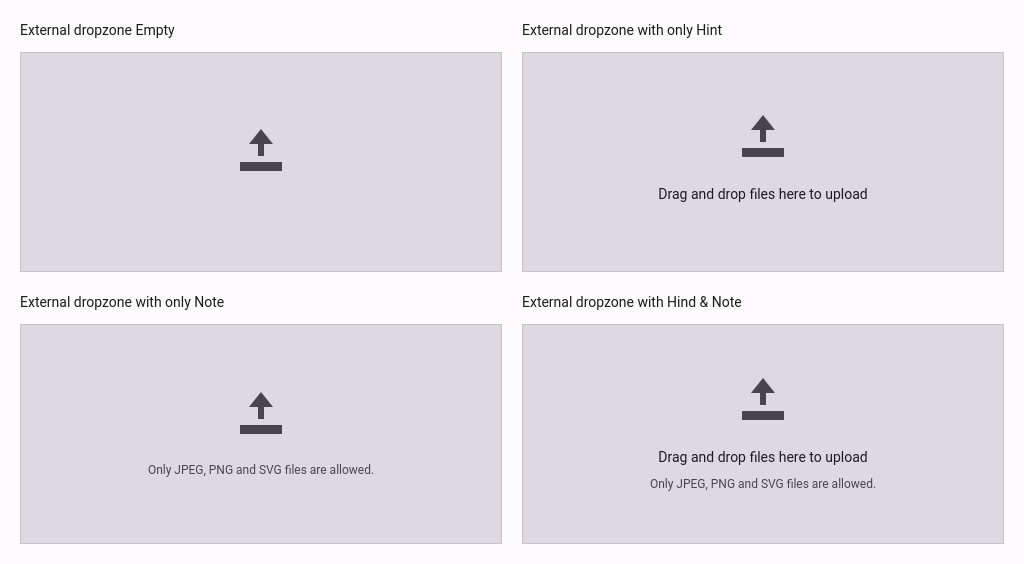 External dropzone Empty
External dropzone with only Hint
Drag and drop files here to upload
External dropzone with only Note
External dropzone with Hind & Note
Only JPEG, PNG and SVG files are allowed.
Drag and drop files here to upload
Only JPEG, PNG and SVG files are allowed.